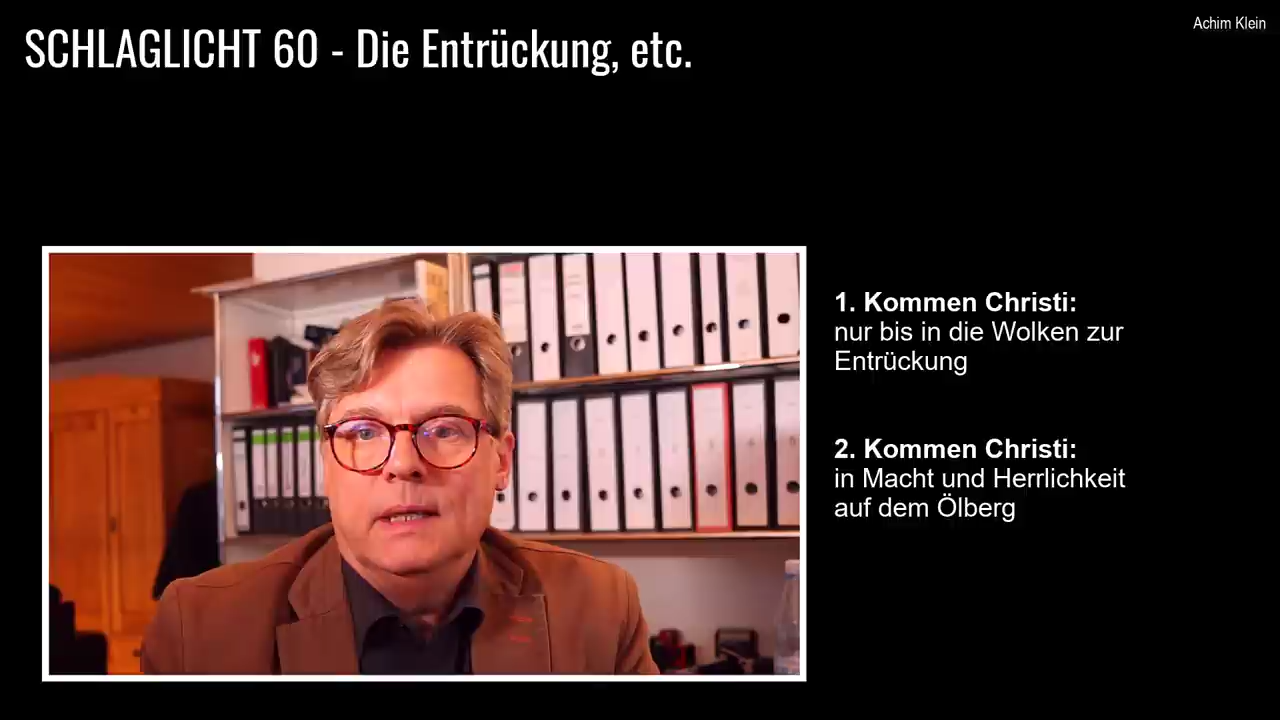 SCHLAGLICHT 60 - Die Entrückung, etc.
Achim Klein
1. Kommen Christi:
nur bis in die Wolken zur
Entrückung
2. Kommen Christi:
in Macht und Herrlichkeit
auf dem Ölberg